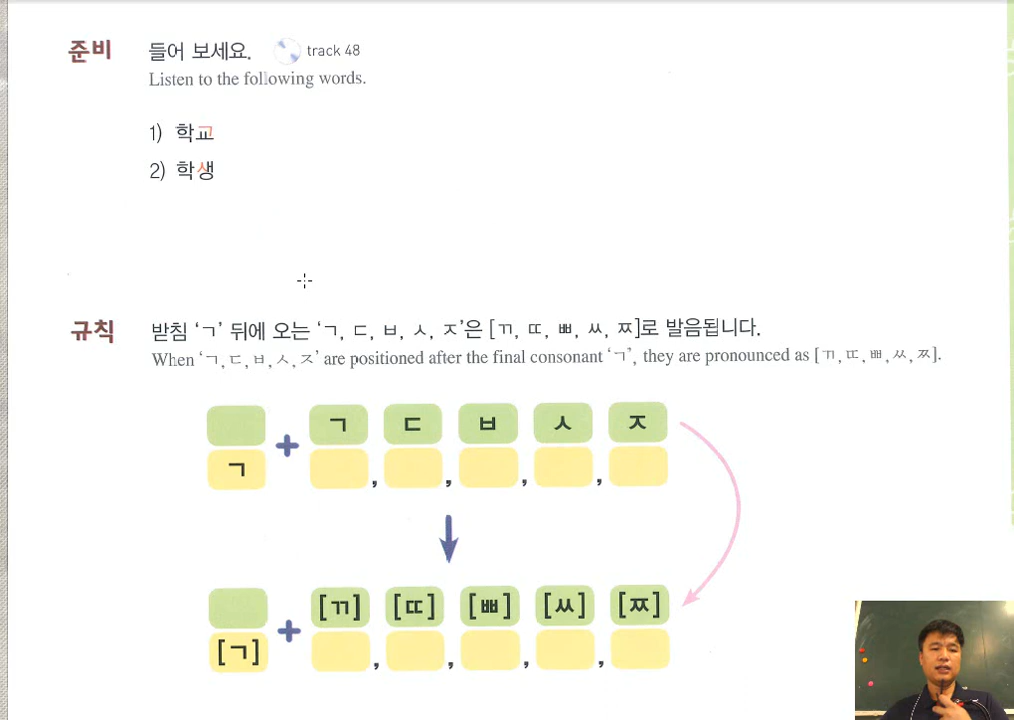 준비 들어 보세요. track 48
Listen to the following words.
1) 학교
2) 학생
규칙 받침 ‘ㄱ’ 뒤에 오는 ‘ㄱ, ㄷ, ㅂ, ㅅ, ㅈ’은 [ㄲ, ㄸ, ㅃ, ㅆ, ㅉ]로 발음됩니다.
When ‘ㄱ, ㄷ, ㅂ, ㅅ, ㅈ’ are positioned after the final consonant ‘ㄱ’, they are pronounced as [ㄲ, ㄸ, ㅃ, ㅆ, ㅉ].
ㄱ ㄷ ㅂ ㅅ ㅈ
ㄱ + , , , ,
[ㄲ] [ㄸ] [ㅃ] [ㅆ] [ㅉ]
[ㄱ] + , , , ,